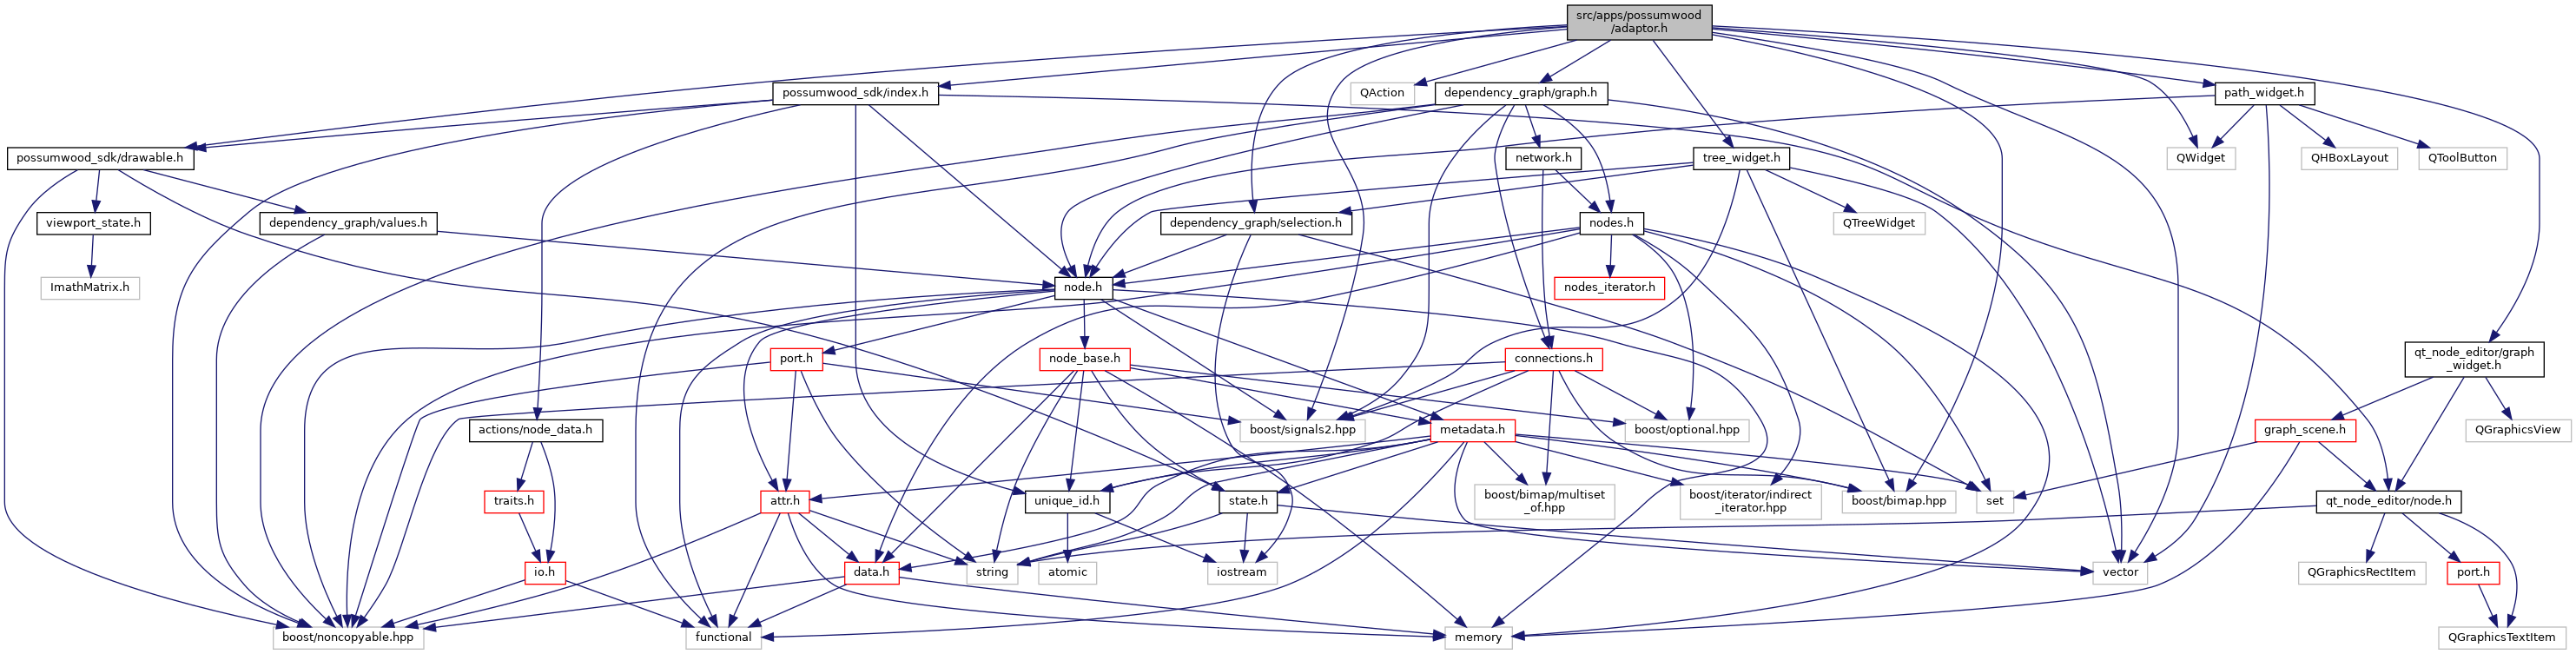 src/apps/possumwood
/adaptor.h
possumwood_sdk/index.h
QAction
dependency_graph/graph.h
path_widget.h
possumwood_sdk/drawable.h
network.h
tree_widget.h
QWidget
QHBoxLayout
QToolButton
viewport_state.h
dependency_graph/values.h
dependency_graph/selection.h
nodes.h
QTreeWidget
ImathMatrix.h
node.h
nodes_iterator.h
port.h
node_base.h
connections.h
qt_node_editor/graph
_widget.h
actions/node_data.h
boost/signals2.hpp
metadata.h
boost/optional.hpp
graph_scene.h
QGraphicsView
traits.h
attr.h
unique_id.h
state.h
boost/bimap/multiset
_of.hpp
boost/iterator/indirect
_iterator.hpp
boost/bimap.hpp
set
qt_node_editor/node.h
io.h
data.h
string
atomic
iostream
vector
QGraphicsRectItem
port.h
boost/noncopyable.hpp
functional
memory
QGraphicsTextItem